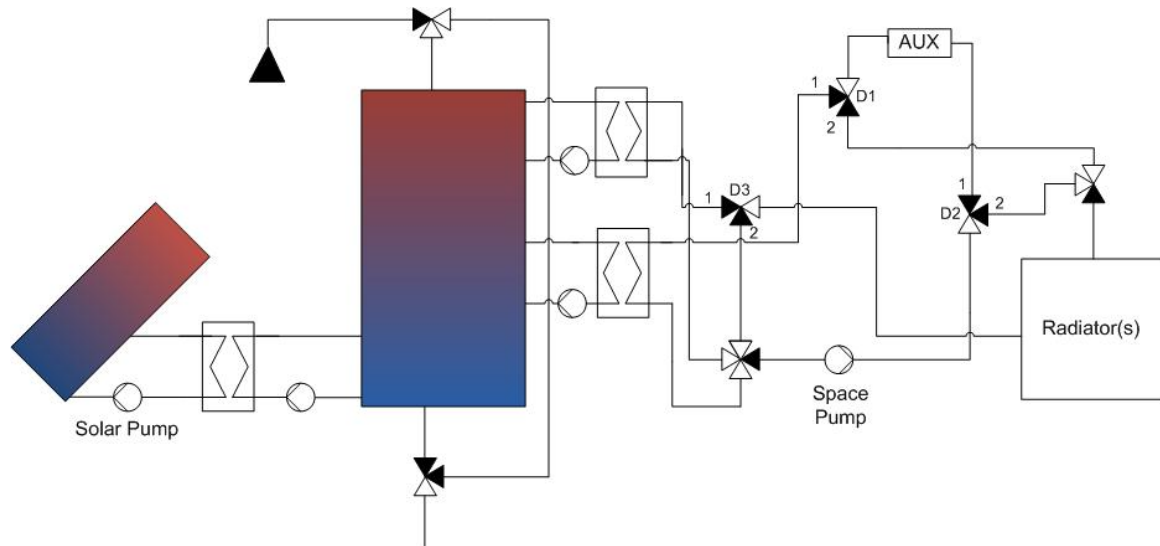 AUX
1
D1
2
D3
1
2
1
D2
2
Radiator(s)
Space
Pump
Solar Pump